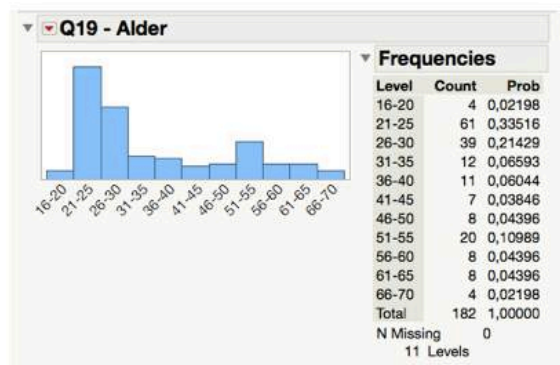 Q19 - Alder
16-20
21-25
26-30
31-35
36-40
41-45
46-50
51-55
56-60
61-65
66-70
Frequencies
Level Count Prob
16-20 4 0,02198
21-25 61 0,33516
26-30 39 0,21429
31-35 12 0,06593
36-40 11 0,06044
41-45 7 0,03846
46-50 8 0,04396
51-55 20 0,10989
56-60 8 0,04396
61-65 8 0,04396
66-70 4 0,02198
Total 182 1,00000
N Missing 0
11 Levels